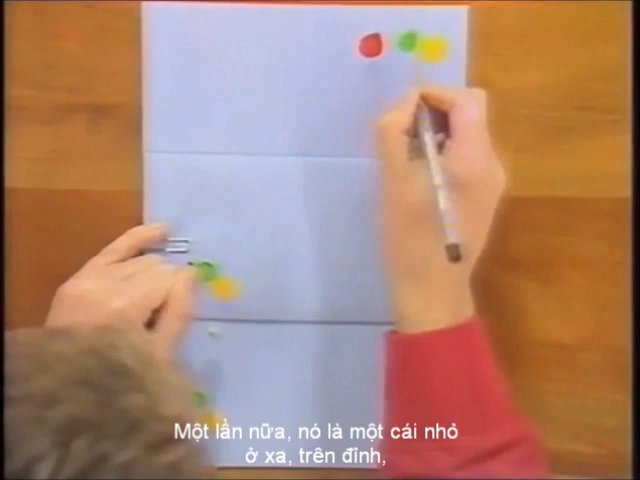 Một lần nữa, nó là một cái nhỏ
ở xa, trên đỉnh,